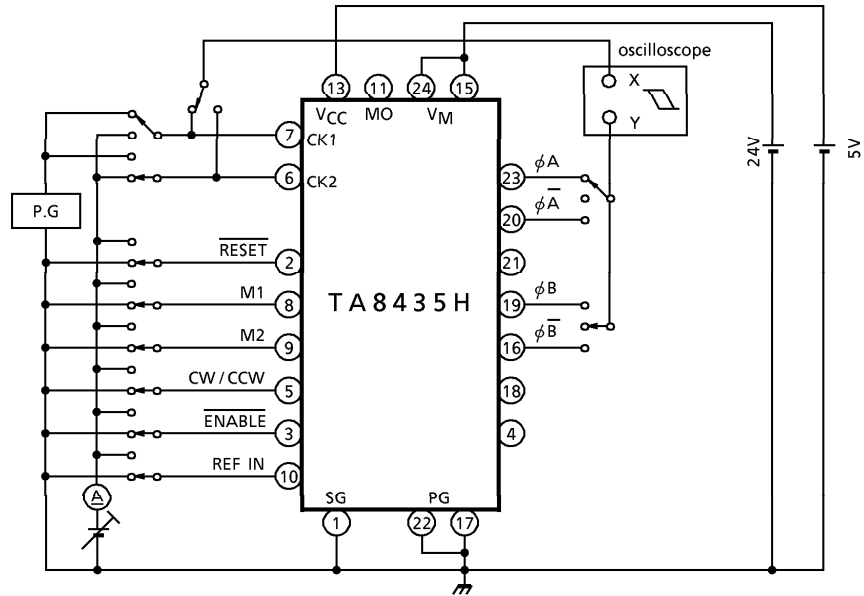 oscilloscope
X
Y
13 11 24 15
VCC MO VM
7 CK1
6 CK2
P.G
RESET 2
M1 8
M2 9
CW / CCW 5
ENABLE 3
REF IN 10
TA8435H
23 φA
20 φA̅
21
19 φB
16 φB̅
18
4
SG PG
1 22 17
A
24V
5V